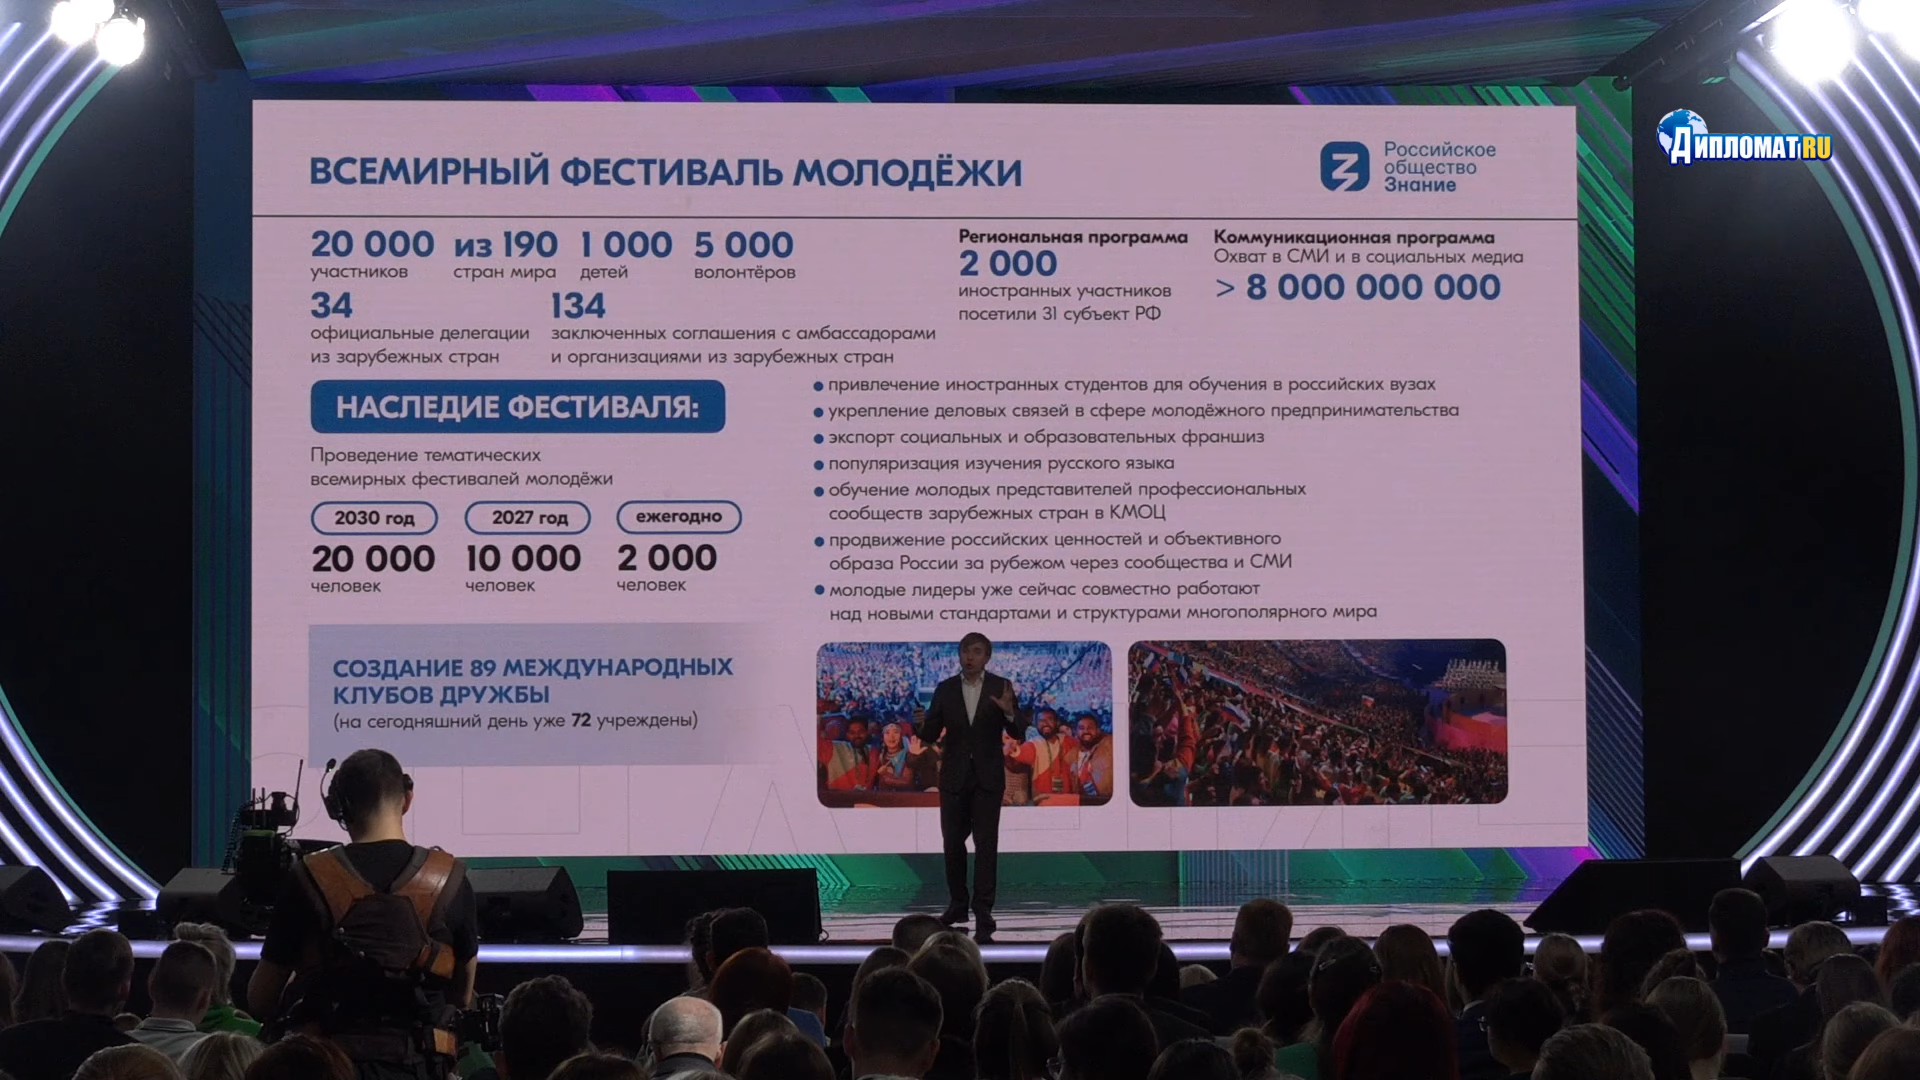 ДИПЛОМАТ RU
ВСЕМИРНЫЙ ФЕСТИВАЛЬ МОЛОДЁЖИ
Российское
общество
Знание
20 000 из 190 1 000 5 000
участников стран мира детей волонтёров
34 134
официальные делегации заключенных соглашения с амбассадорами
из зарубежных стран и организациями из зарубежных стран
Региональная программа
2 000
иностранных участников
посетили 31 субъект РФ
Коммуникационная программа
Охват в СМИ и в социальных медиа
> 8 000 000 000
НАСЛЕДИЕ ФЕСТИВАЛЯ:
Проведение тематических
всемирных фестивалей молодёжи
2030 год 2027 год ежегодно
20 000 10 000 2 000
человек человек человек
СОЗДАНИЕ 89 МЕЖДУНАРОДНЫХ
КЛУБОВ ДРУЖБЫ
(на сегодняшний день уже 72 учреждены)
• привлечение иностранных студентов для обучения в российских вузах
• укрепление деловых связей в сфере молодёжного предпринимательства
• экспорт социальных и образовательных франшиз
• популяризация изучения русского языка
• обучение молодых представителей профессиональных
сообществ зарубежных стран в КМОЦ
• продвижение российских ценностей и объективного
образа России за рубежом через сообщества и СМИ
• молодые лидеры уже сейчас совместно работают
над новыми стандартами и структурами многополярного мира